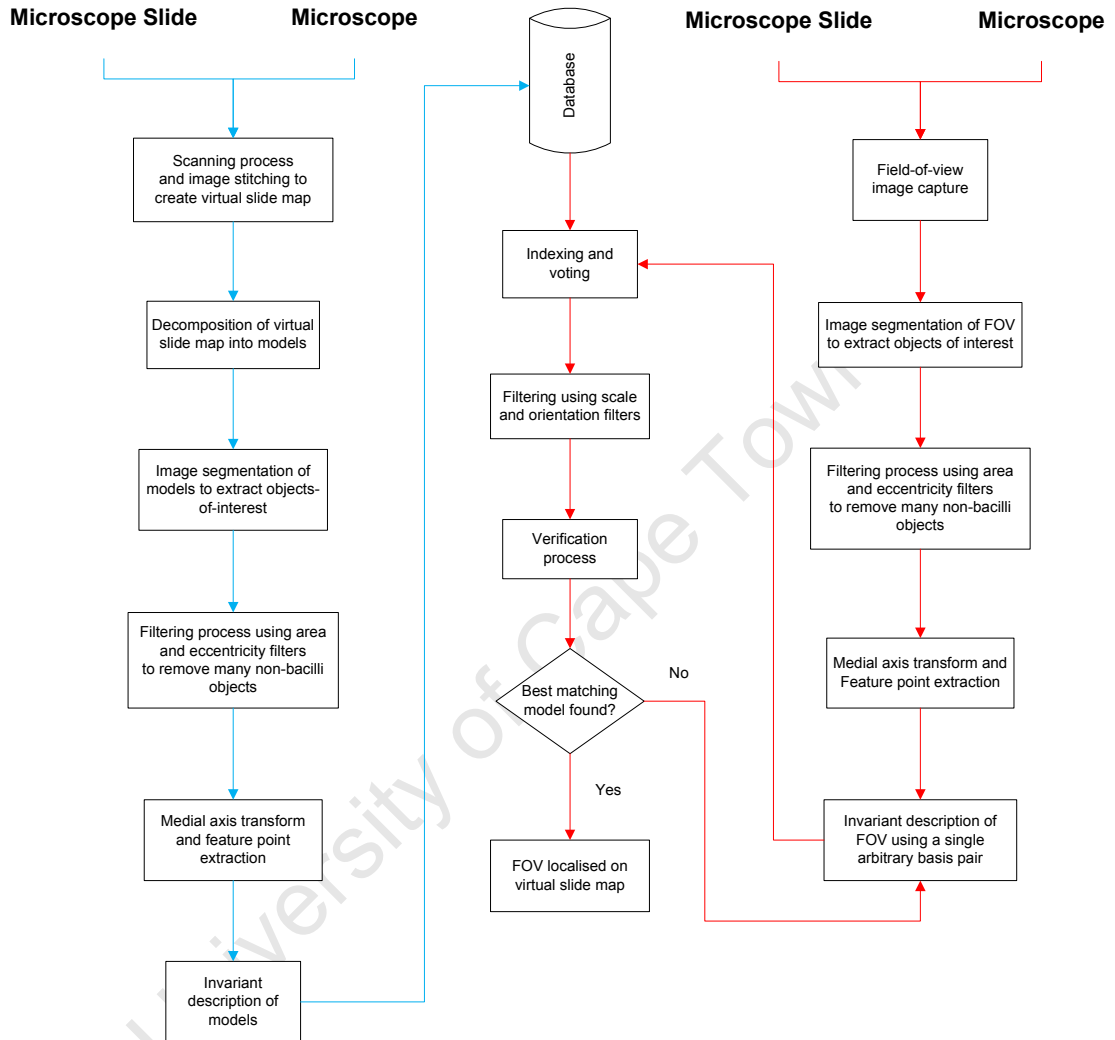 Microscope Slide
Microscope
Scanning process
and image stitching to
create virtual slide map
Decomposition of virtual
slide map into models
Image segmentation of
models to extract objects-
of-interest
Filtering process using area
and eccentricity filters
to remove many non-bacilli
objects
Medial axis transform
and feature point
extraction
Invariant
description of
models
Database
Indexing and
voting
Filtering using scale
and orientation filters
Verification
process
Best matching
model found?
No
Yes
FOV localised on
virtual slide map
Microscope Slide
Microscope
Field-of-view
image capture
Image segmentation of FOV
to extract objects of interest
Filtering process using area
and eccentricity filters
to remove many non-bacilli
objects
Medial axis transform and
Feature point extraction
Invariant description of
FOV using a single
arbitrary basis pair
University of Cape Town